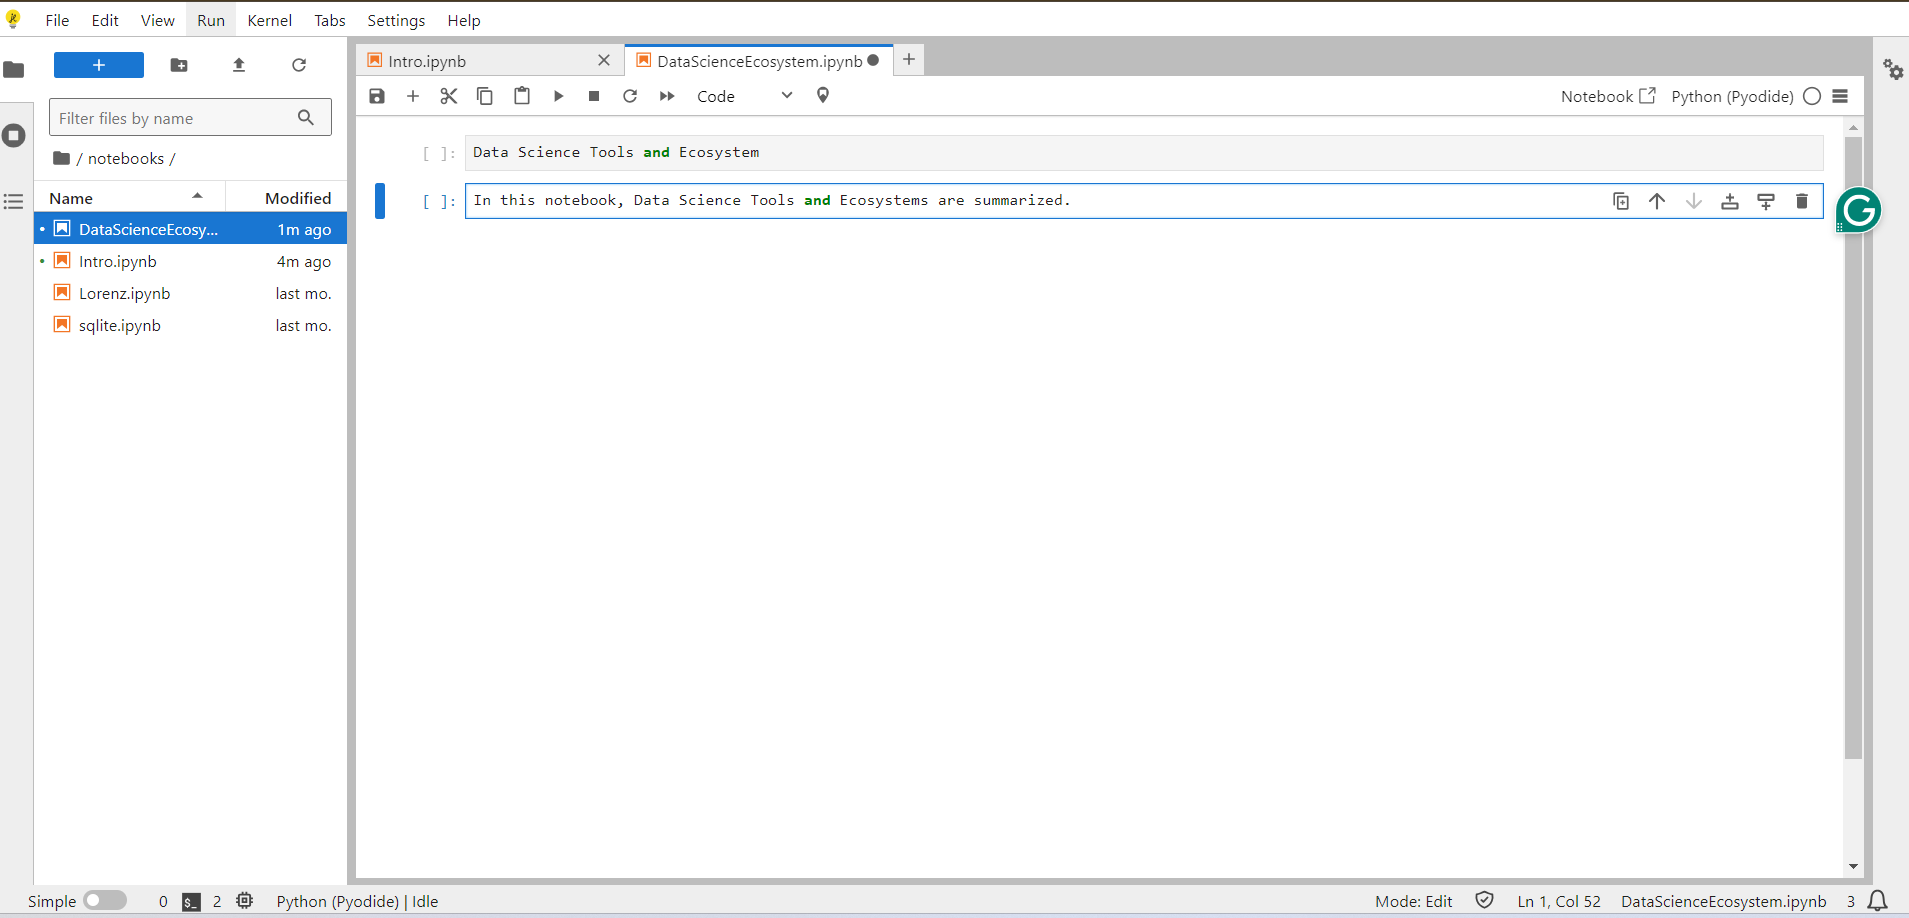 File Edit View Run Kernel Tabs Settings Help
Filter files by name
/ notebooks /
Name Modified
DataScienceEcosy... 1m ago
Intro.ipynb 4m ago
Lorenz.ipynb last mo.
sqlite.ipynb last mo.
Intro.ipynb DataScienceEcosystem.ipynb
Code Notebook Python (Pyodide)
[ ]: Data Science Tools and Ecosystem
[ ]: In this notebook, Data Science Tools and Ecosystems are summarized.
Simple 0 $_ 2 Python (Pyodide) | Idle Mode: Edit Ln 1, Col 52 DataScienceEcosystem.ipynb 3